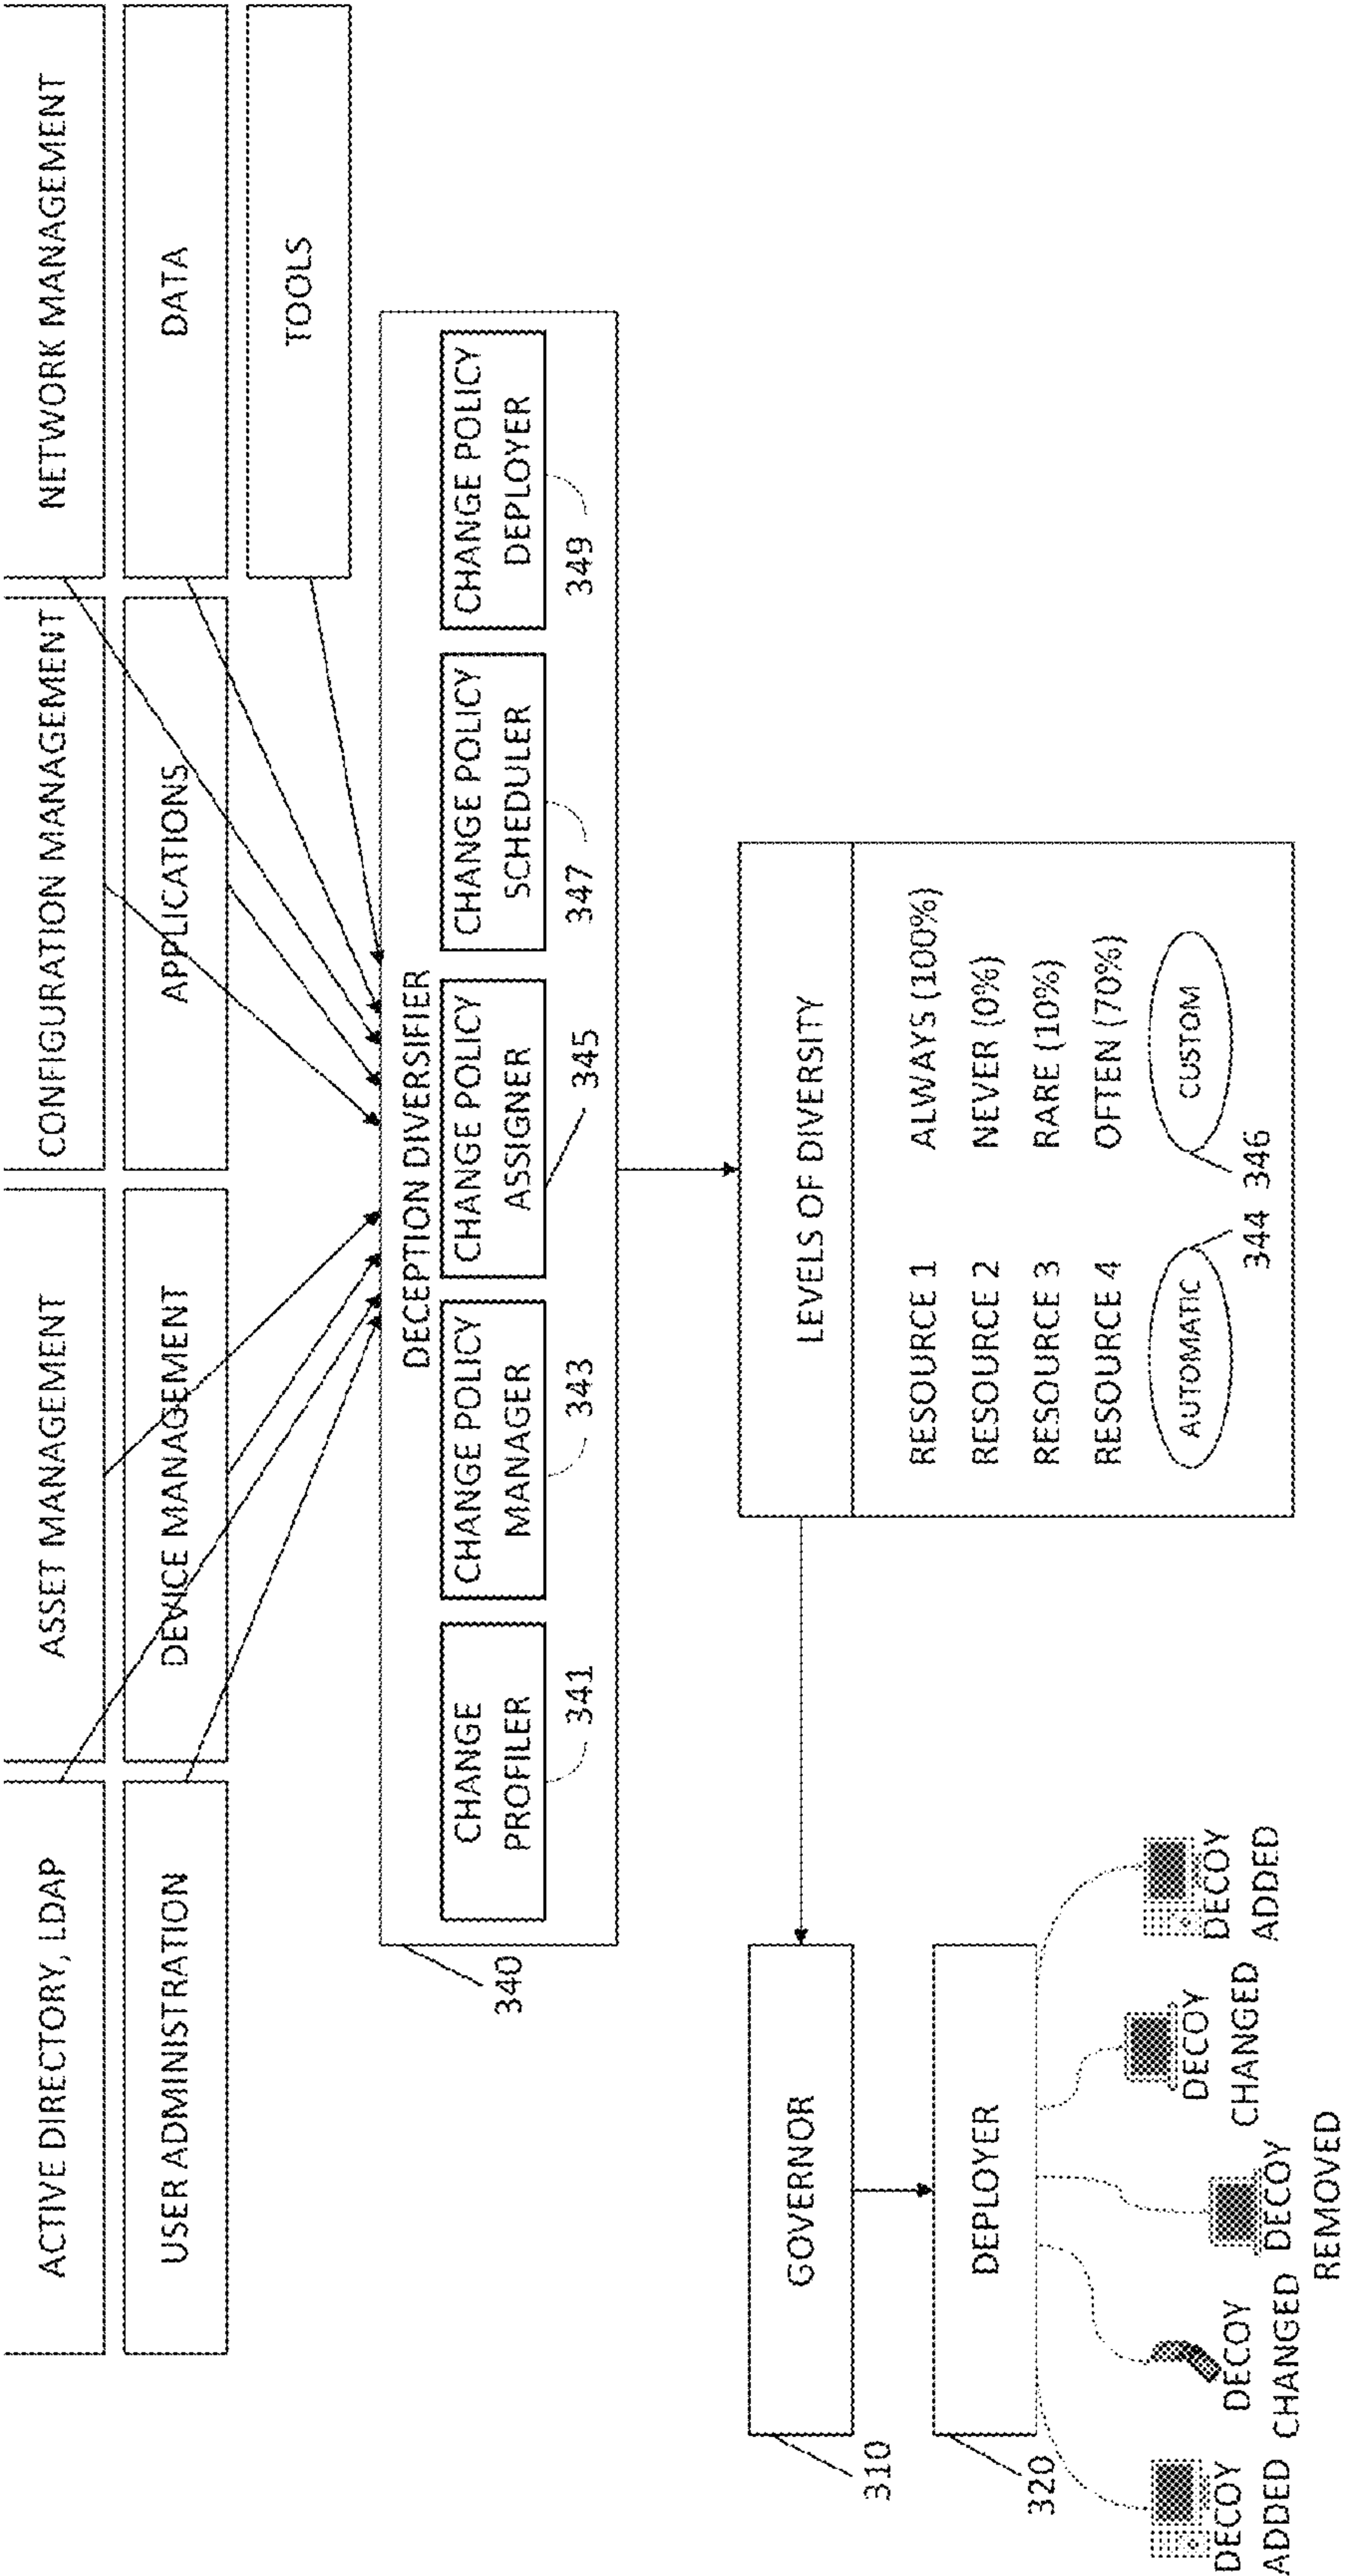 ACTIVE DIRECTORY, LDAP
ASSET MANAGEMENT
CONFIGURATION MANAGEMENT
NETWORK MANAGEMENT
USER ADMINISTRATION
DEVICE MANAGEMENT
APPLICATIONS
DATA
TOOLS
DECEPTION DIVERSIFIER
CHANGE
PROFILER
CHANGE POLICY
MANAGER
CHANGE POLICY
ASSIGNER
CHANGE POLICY
SCHEDULER
CHANGE POLICY
DEPLOYER
340
341
343
345
347
349
LEVELS OF DIVERSITY
RESOURCE 1 ALWAYS (100%)
RESOURCE 2 NEVER (0%)
RESOURCE 3 RARE (10%)
RESOURCE 4 OFTEN (70%)
AUTOMATIC CUSTOM
344 346
GOVERNOR
310
DEPLOYER
320
DECOY
ADDED
DECOY
CHANGED
DECOY
REMOVED
DECOY
CHANGED
DECOY
ADDED